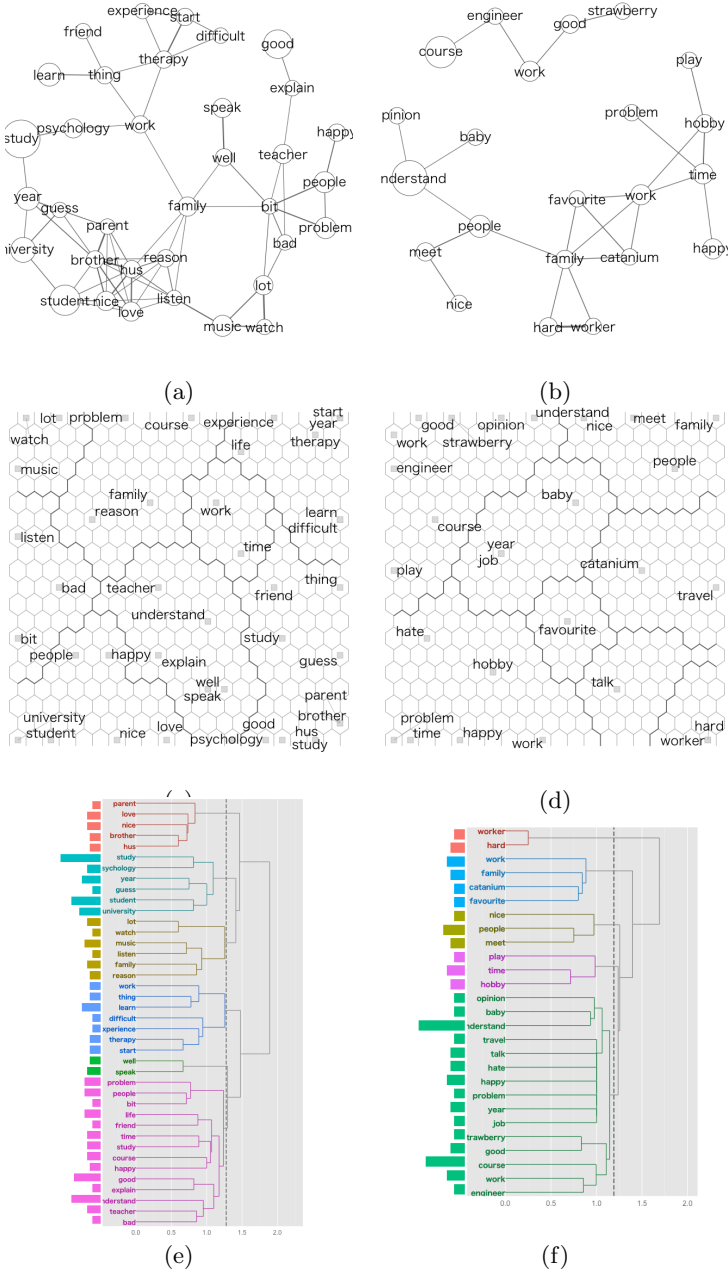 experience
start
friend
difficult
therapy
good
learn
thing
explain
speak
psychology
work
study
happy
well
teacher
people
year
guess
family
bit
problem
parent
bad
niversity
brother
reason
hus
lot
student
nice
listen
love
music
watch
(a)
engineer
strawberry
good
course
work
play
pinion
problem
hobby
baby
nderstand
time
favourite
work
people
meet
family
catanium
happy
nice
hard
worker
(b)
lot
problem
course
experience
start
year
watch
life
therapy
music
family
reason
work
learn
difficult
listen
time
thing
bad
teacher
friend
understand
bit
study
people
happy
explain
guess
well
speak
parent
university
student
nice
love
psychology
good
brother
hus
study
good
opinion
understand
nice
meet
family
work
strawberry
people
engineer
baby
course
year
job
catanium
play
travel
hate
favourite
hobby
talk
problem
time
happy
work
hard
worker
(d)
parent
love
nice
brother
hus
study
sychology
year
guess
student
university
lot
watch
music
listen
family
reason
work
thing
learn
difficult
xperience
therapy
start
well
speak
problem
people
bit
life
friend
time
study
course
happy
good
explain
nderstand
teacher
bad
0.0 0.5 1.0 1.5 2.0
(e)
worker
hard
work
family
catanium
favourite
nice
people
meet
play
time
hobby
opinion
baby
nderstand
travel
talk
hate
happy
problem
year
job
trawberry
good
course
work
engineer
0.0 0.5 1.0 1.5 2.0
(f)